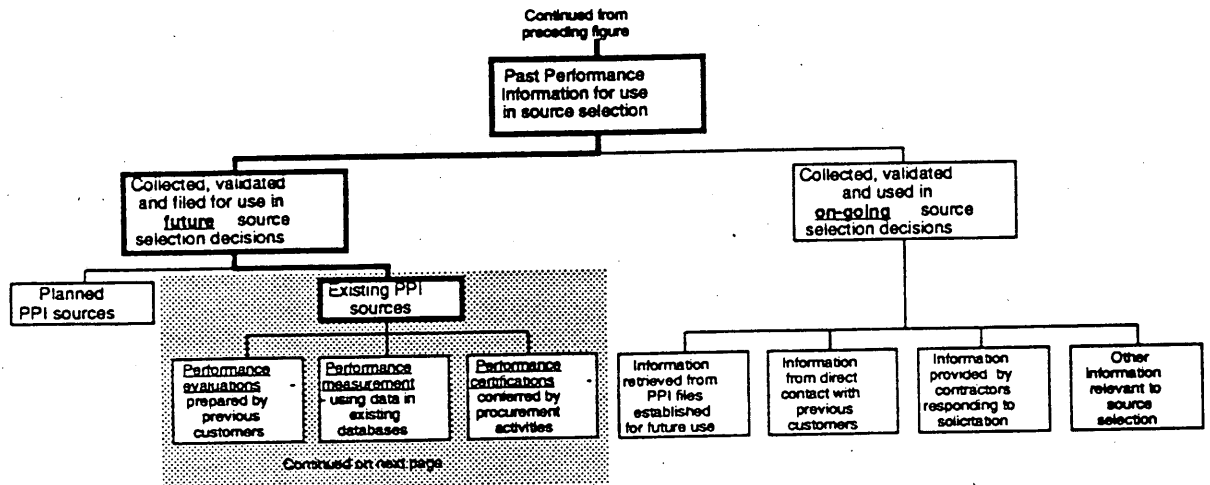 Continued from
preceding figure
Past Performance
Information for use
in source selection
Collected, validated
and filed for use in
future source
selection decisions
Collected, validated
and used in
on-going source
selection decisions
Planned
PPI sources
Existing PPI
sources
Performance
evaluations -
prepared by
previous
customers
Performance
measurement
- using data in
existing
databases
Performance
certifications -
conferred by
procurement
activities
Information
retrieved from
PPI files
established
for future use
Information
from direct
contact with
previous
customers
Information
provided by
contractors
responding to
solicitation
Other
information
relevant to
source
selection
Continued on next page